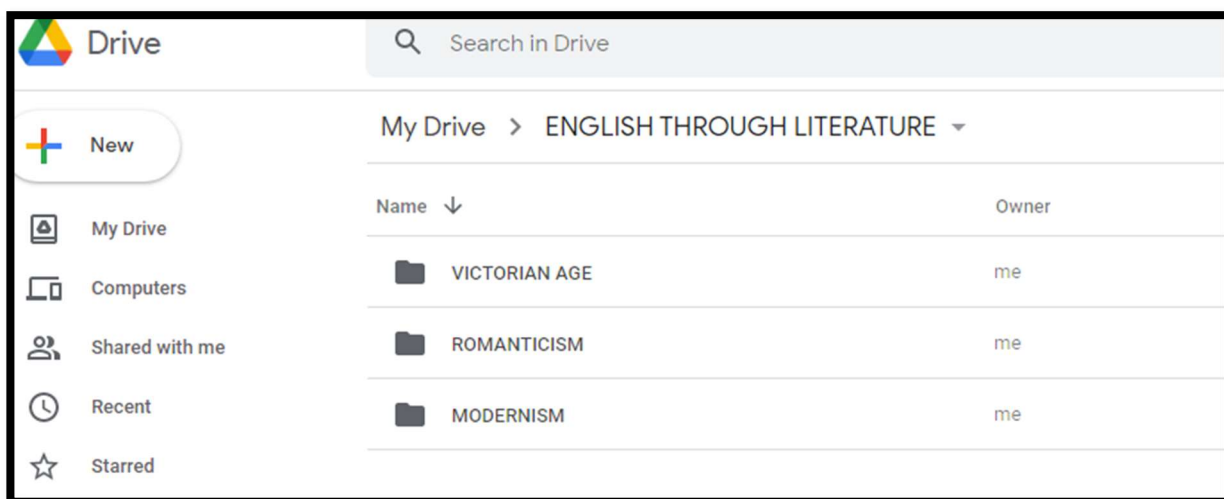 Drive
Search in Drive
New
My Drive > ENGLISH THROUGH LITERATURE
Name
Owner
My Drive
Computers
Shared with me
Recent
Starred
VICTORIAN AGE
me
ROMANTICISM
me
MODERNISM
me